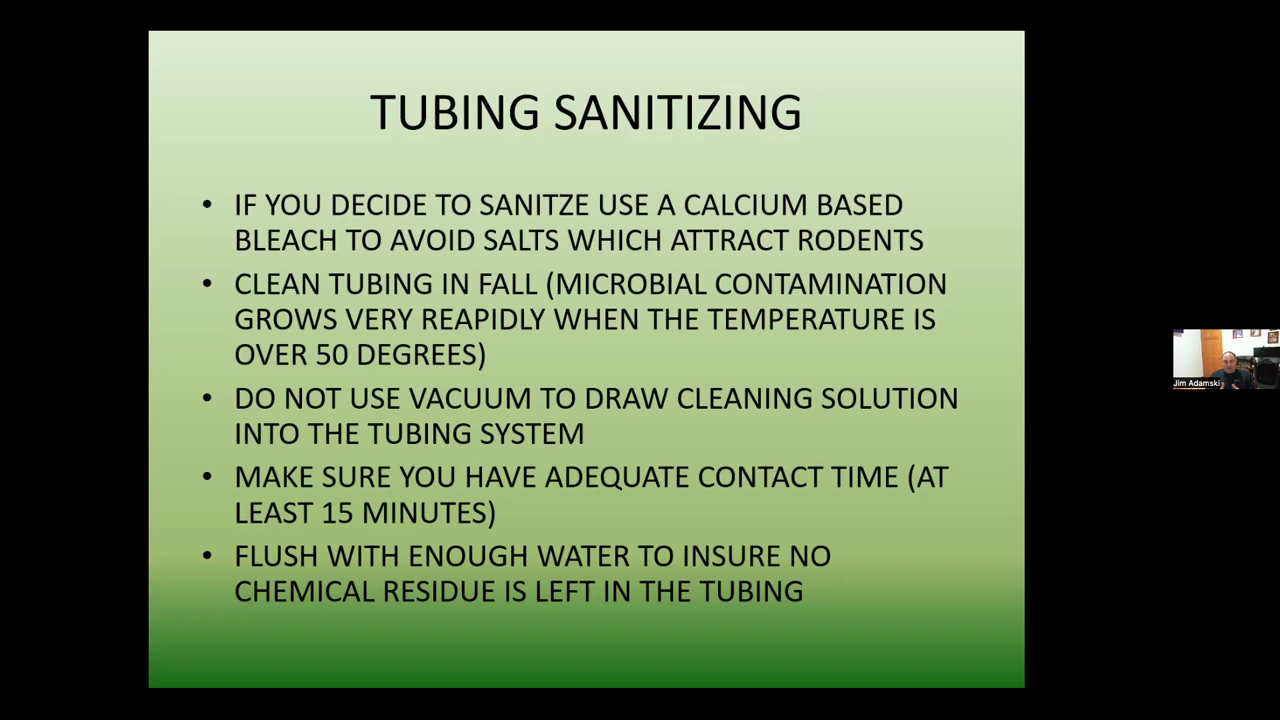 TUBING SANITIZING
• IF YOU DECIDE TO SANITZE USE A CALCIUM BASED
BLEACH TO AVOID SALTS WHICH ATTRACT RODENTS
• CLEAN TUBING IN FALL (MICROBIAL CONTAMINATION
GROWS VERY REAPIDLY WHEN THE TEMPERATURE IS
OVER 50 DEGREES)
• DO NOT USE VACUUM TO DRAW CLEANING SOLUTION
INTO THE TUBING SYSTEM
• MAKE SURE YOU HAVE ADEQUATE CONTACT TIME (AT
LEAST 15 MINUTES)
• FLUSH WITH ENOUGH WATER TO INSURE NO
CHEMICAL RESIDUE IS LEFT IN THE TUBING
Jim Adamski